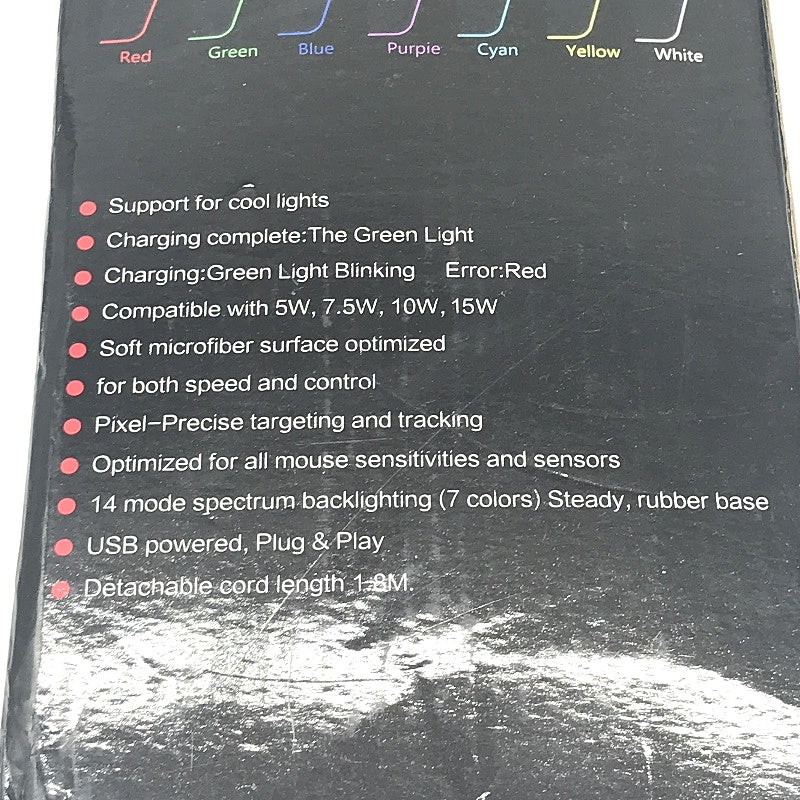 Red Green Blue Purpie Cyan Yellow White
Support for cool lights
Charging complete:The Green Light
Charging:Green Light Blinking Error:Red
Compatible with 5W, 7.5W, 10W, 15W
Soft microfiber surface optimized
for both speed and control
Pixel-Precise targeting and tracking
Optimized for all mouse sensitivities and sensors
14 mode spectrum backlighting (7 colors) Steady, rubber base
USB powered, Plug & Play
Detachable cord length 1.8M.